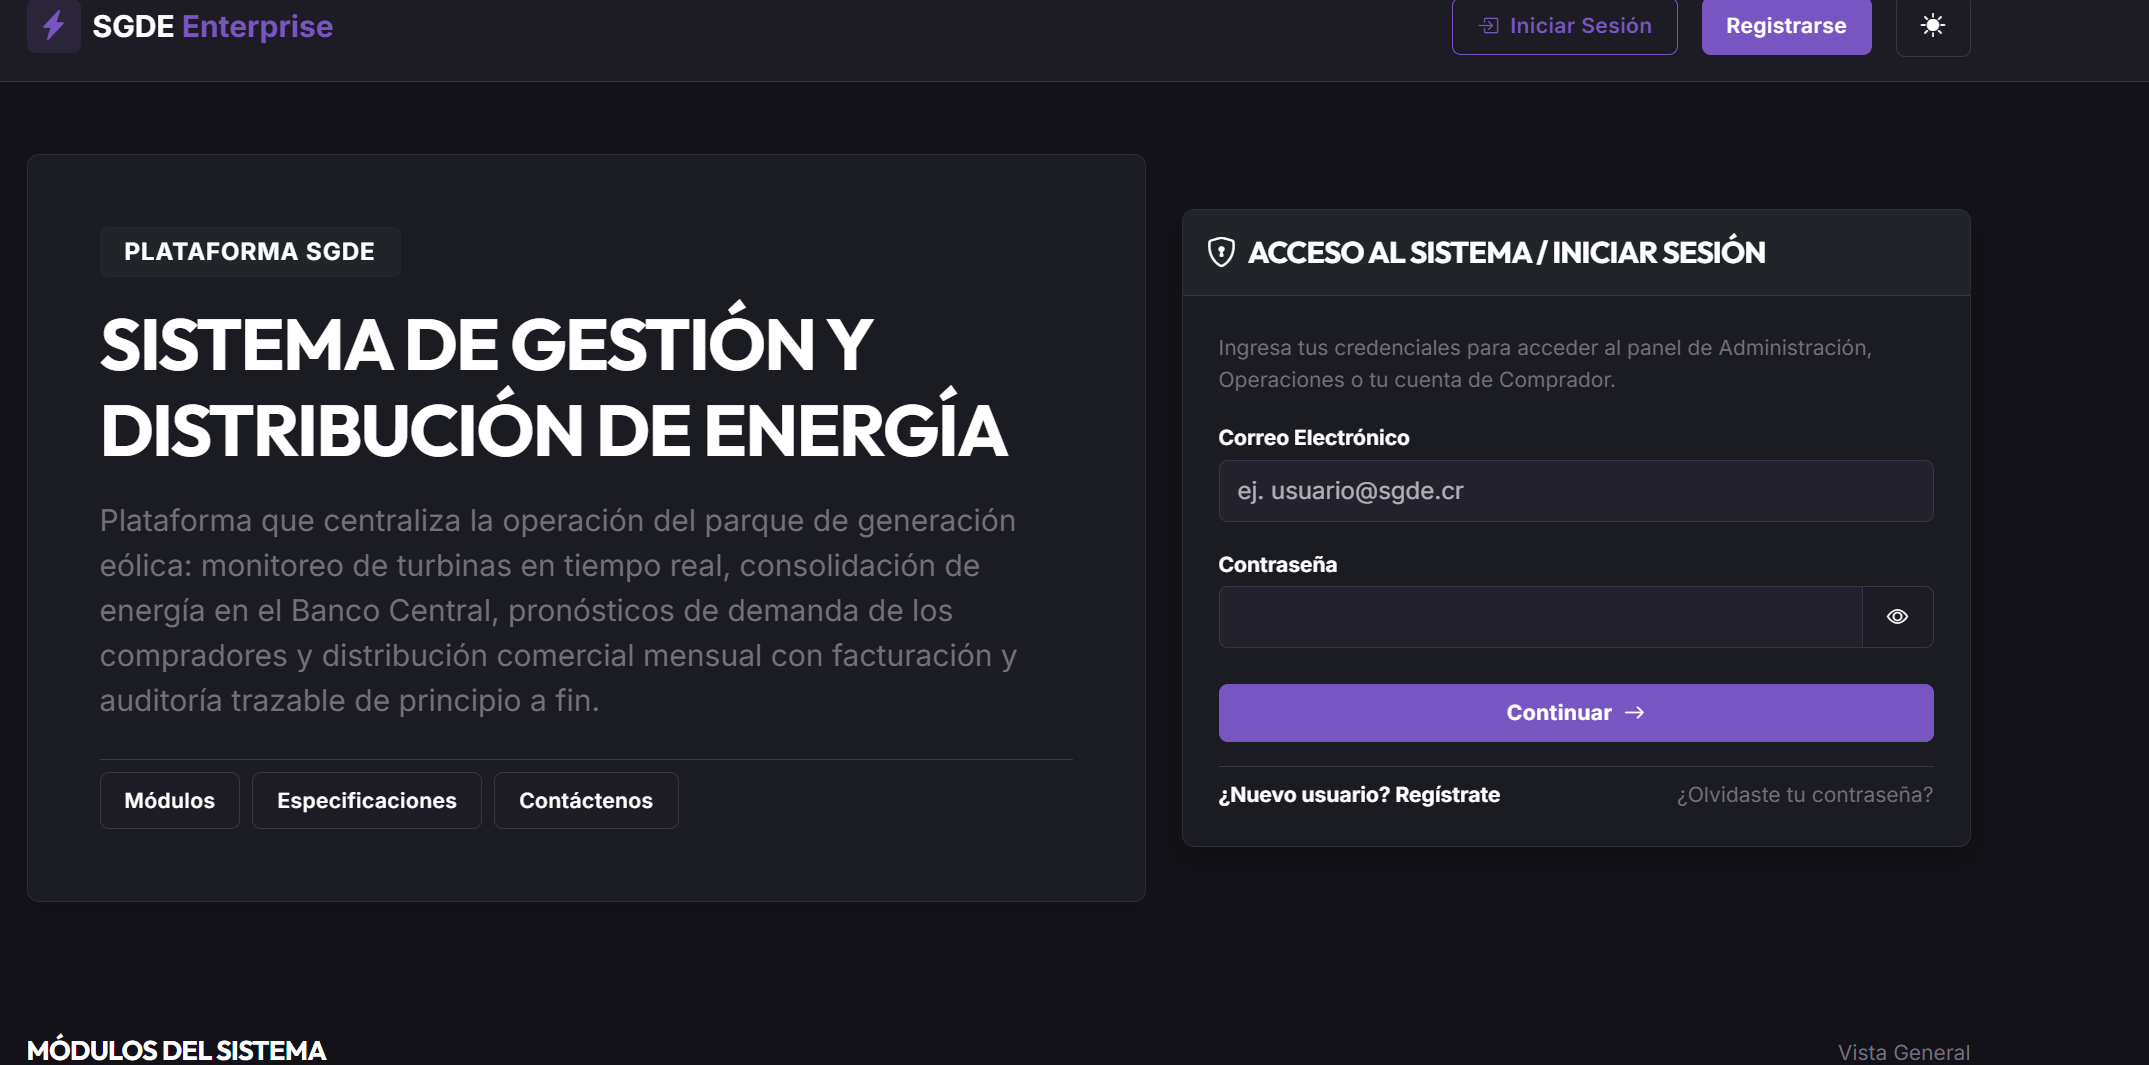 SGDE Enterprise
Iniciar Sesión
Registrarse
PLATAFORMA SGDE
SISTEMA DE GESTIÓN Y
DISTRIBUCIÓN DE ENERGÍA
Plataforma que centraliza la operación del parque de generación
eólica: monitoreo de turbinas en tiempo real, consolidación de
energía en el Banco Central, pronósticos de demanda de los
compradores y distribución comercial mensual con facturación y
auditoría trazable de principio a fin.
Módulos
Especificaciones
Contáctenos
ACCESO AL SISTEMA / INICIAR SESIÓN
Ingresa tus credenciales para acceder al panel de Administración,
Operaciones o tu cuenta de Comprador.
Correo Electrónico
ej. usuario@sgde.cr
Contraseña
Continuar →
¿Nuevo usuario? Regístrate
¿Olvidaste tu contraseña?
MÓDULOS DEL SISTEMA
Vista General